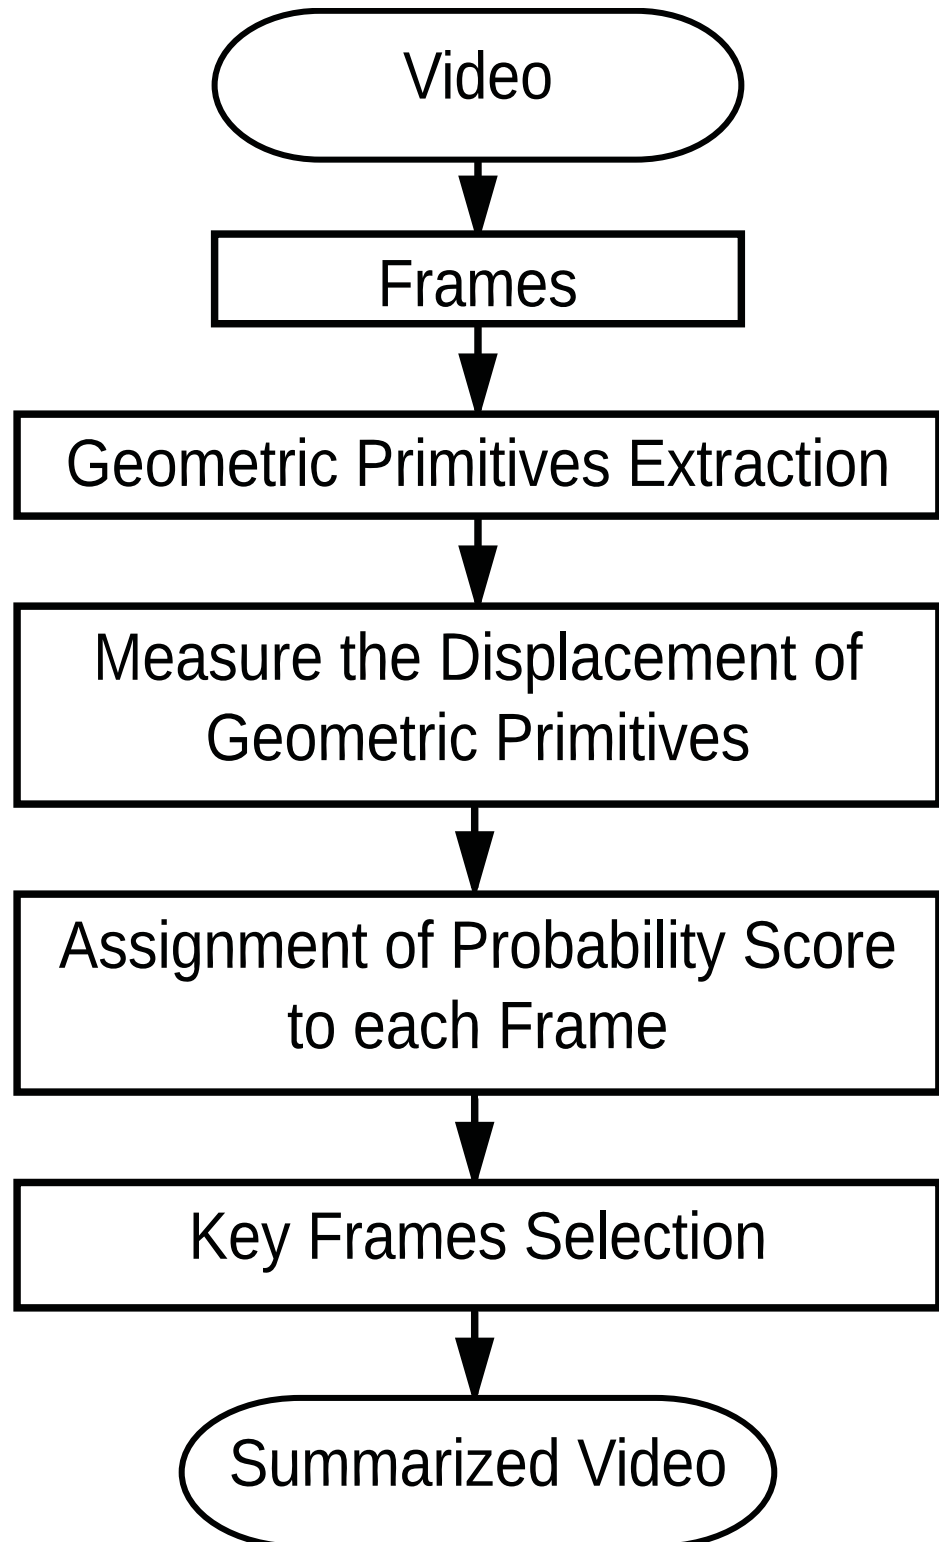 Video
Frames
Geometric Primitives Extraction
Measure the Displacement of
Geometric Primitives
Assignment of Probability Score
to each Frame
Key Frames Selection
Summarized Video